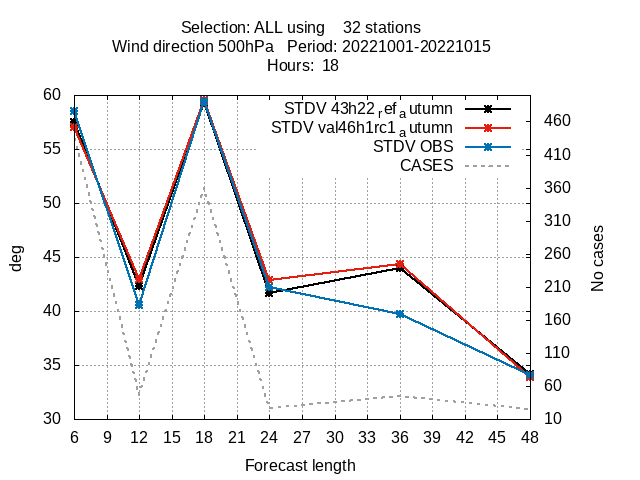 Selection: ALL using    32 stations
Wind direction 500hPa   Period: 20221001-20221015
Hours:  18
STDV 43h22_ref_autumn
STDV val46h1rc1_autumn
STDV OBS
CASES
60
55
50
45
40
35
30
deg
460
410
360
310
260
210
160
110
60
10
No cases
6 9 12 15 18 21 24 27 30 33 36 39 42 45 48
Forecast length